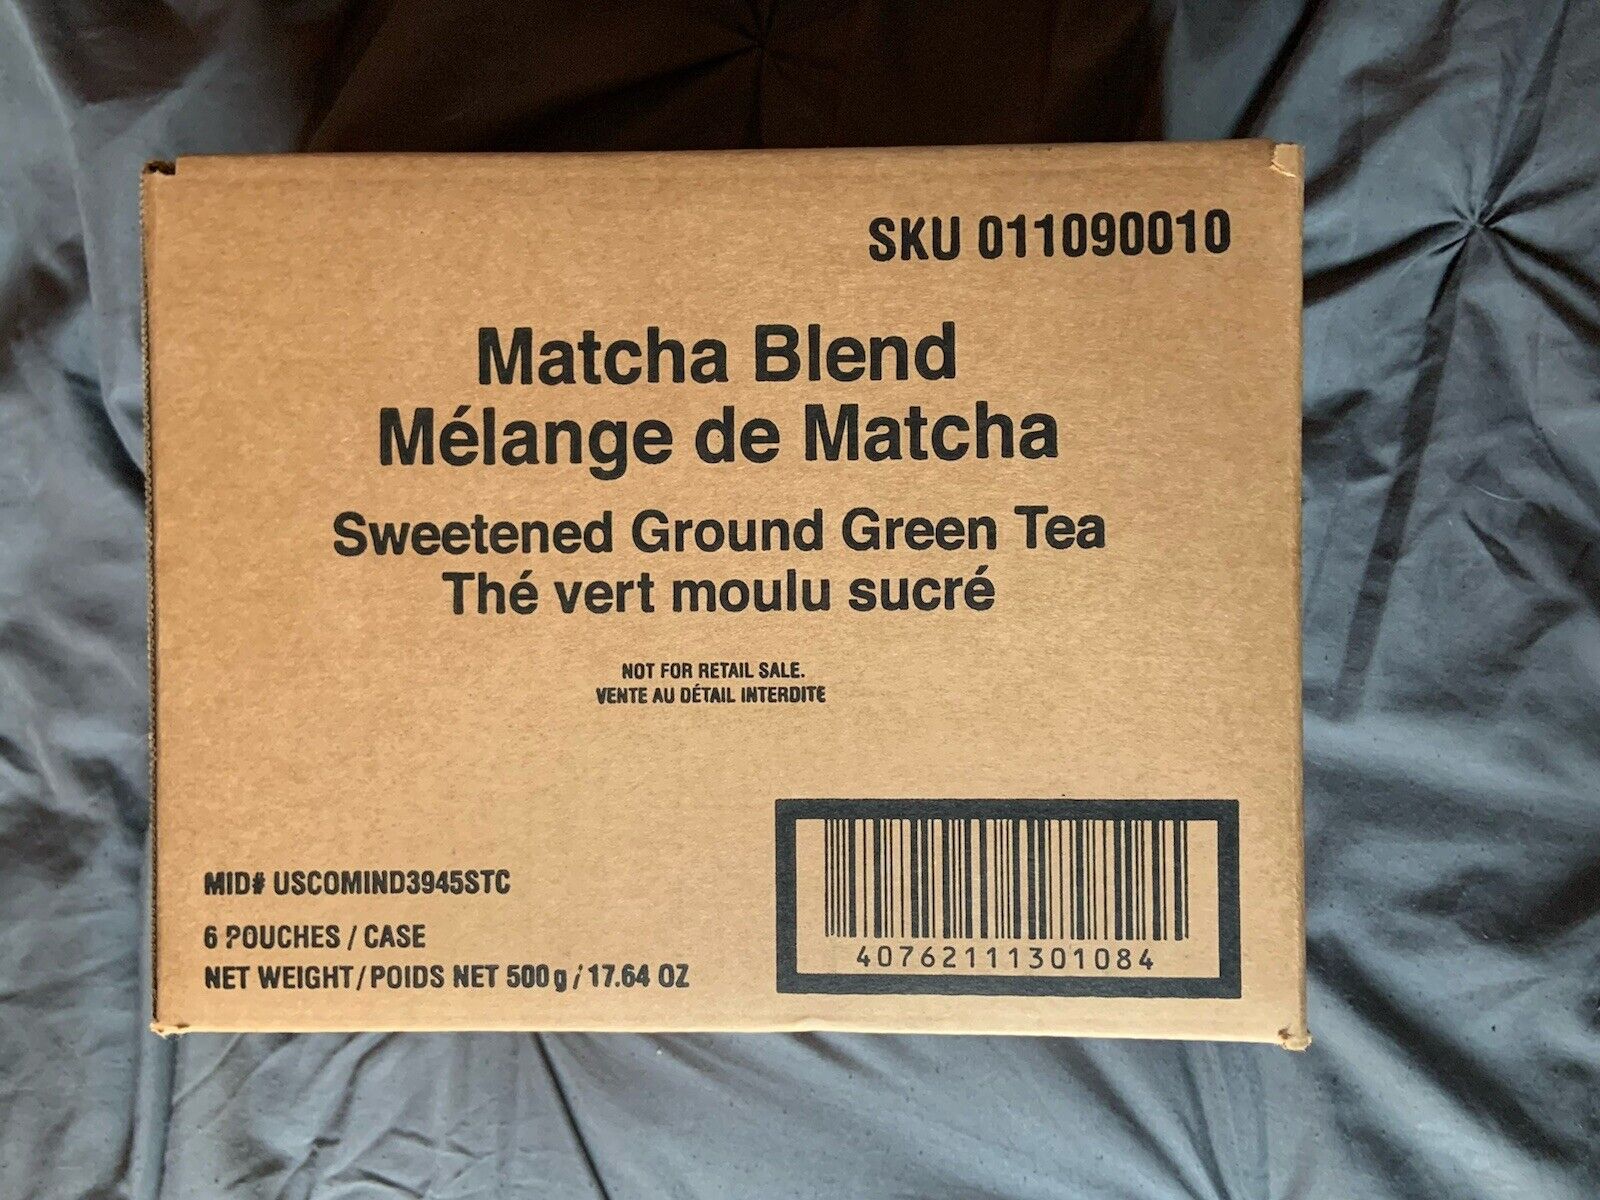 SKU 011090010
Matcha Blend
Mélange de Matcha
Sweetened Ground Green Tea
Thé vert moulu sucré
NOT FOR RETAIL SALE.
VENTE AU DÉTAIL INTERDITE
MID# USCOMIND3945STC
6 POUCHES / CASE
NET WEIGHT/POIDS NET 500g / 17.64 OZ
40762111301084